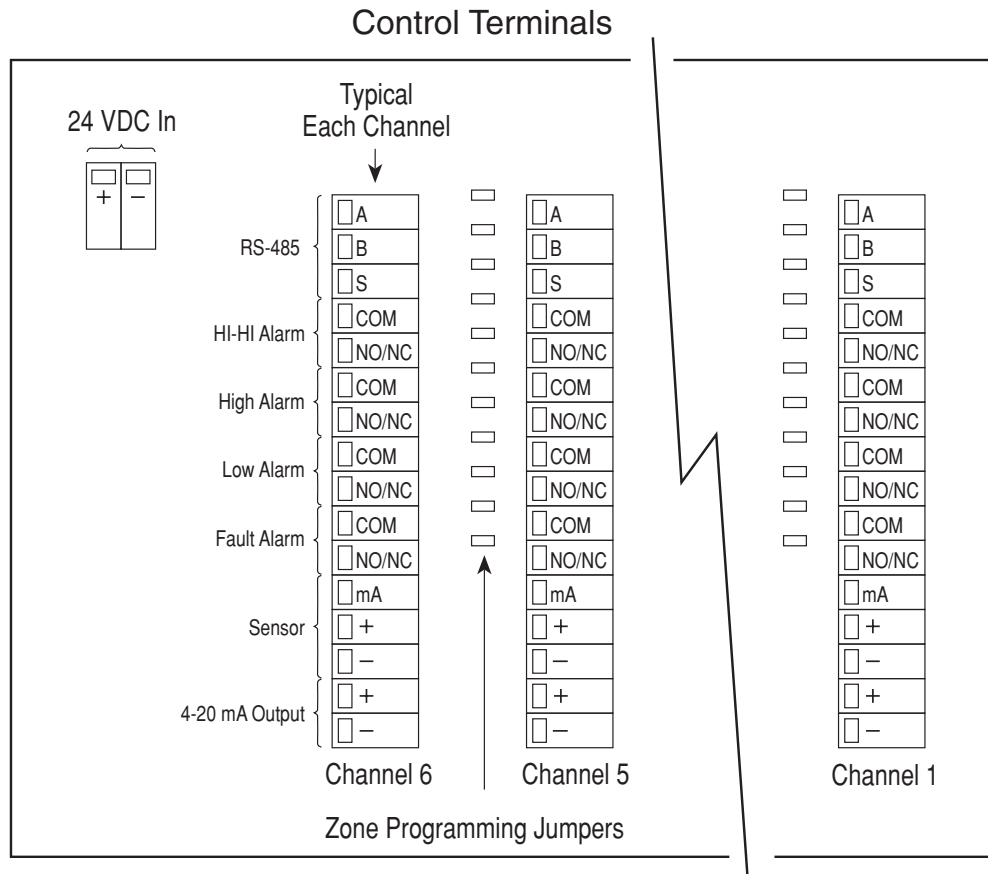 Control Terminals
24 VDC In
+ −
Typical
Each Channel
RS-485
HI-HI Alarm
High Alarm
Low Alarm
Fault Alarm
Sensor
4-20 mA Output
A
B
S
COM
NO/NC
COM
NO/NC
COM
NO/NC
COM
NO/NC
mA
+
−
+
−
Channel 6
A
B
S
COM
NO/NC
COM
NO/NC
COM
NO/NC
COM
NO/NC
mA
+
−
+
−
Channel 5
A
B
S
COM
NO/NC
COM
NO/NC
COM
NO/NC
COM
NO/NC
mA
+
−
+
−
Channel 1
Zone Programming Jumpers